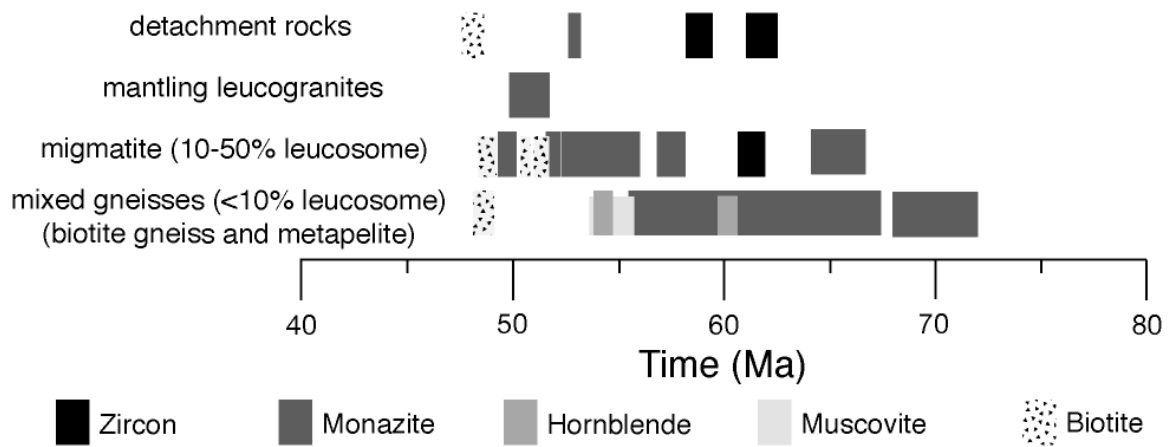 detachment rocks
mantling leucogranites
migmatite (10-50% leucosome)
mixed gneisses (<10% leucosome)
(biotite gneiss and metapelite)
40 50 60 70 80
Time (Ma)
Zircon Monazite Hornblende Muscovite Biotite